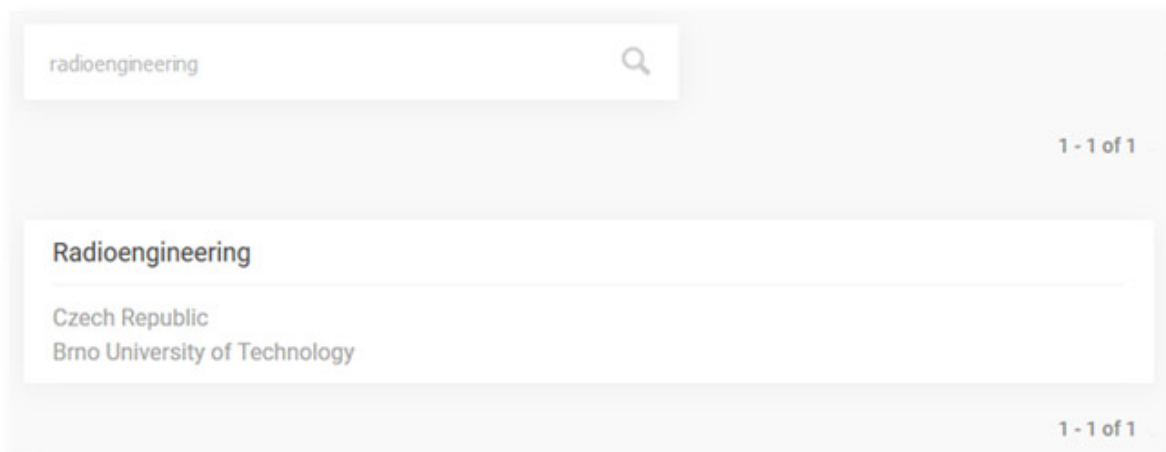 radioengineering
1 - 1 of 1
Radioengineering
Czech Republic
Brno University of Technology
1 - 1 of 1